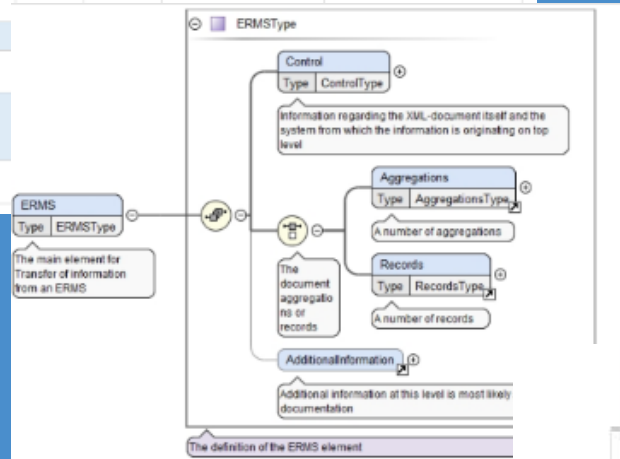 ERMSType
Control
Type ControlType
Information regarding the XML-document itself and the
system from which the information is originating on top
level
Aggregations
Type AggregationsType
A number of aggregations
ERMS
Type ERMSType
The main element for
Transfer of information
from an ERMS
The
document
aggregatio
ns or
records
Records
Type RecordsType
A number of records
AdditionalInformation
Additional information at this level is most likely
documentation
The definition of the ERMS element